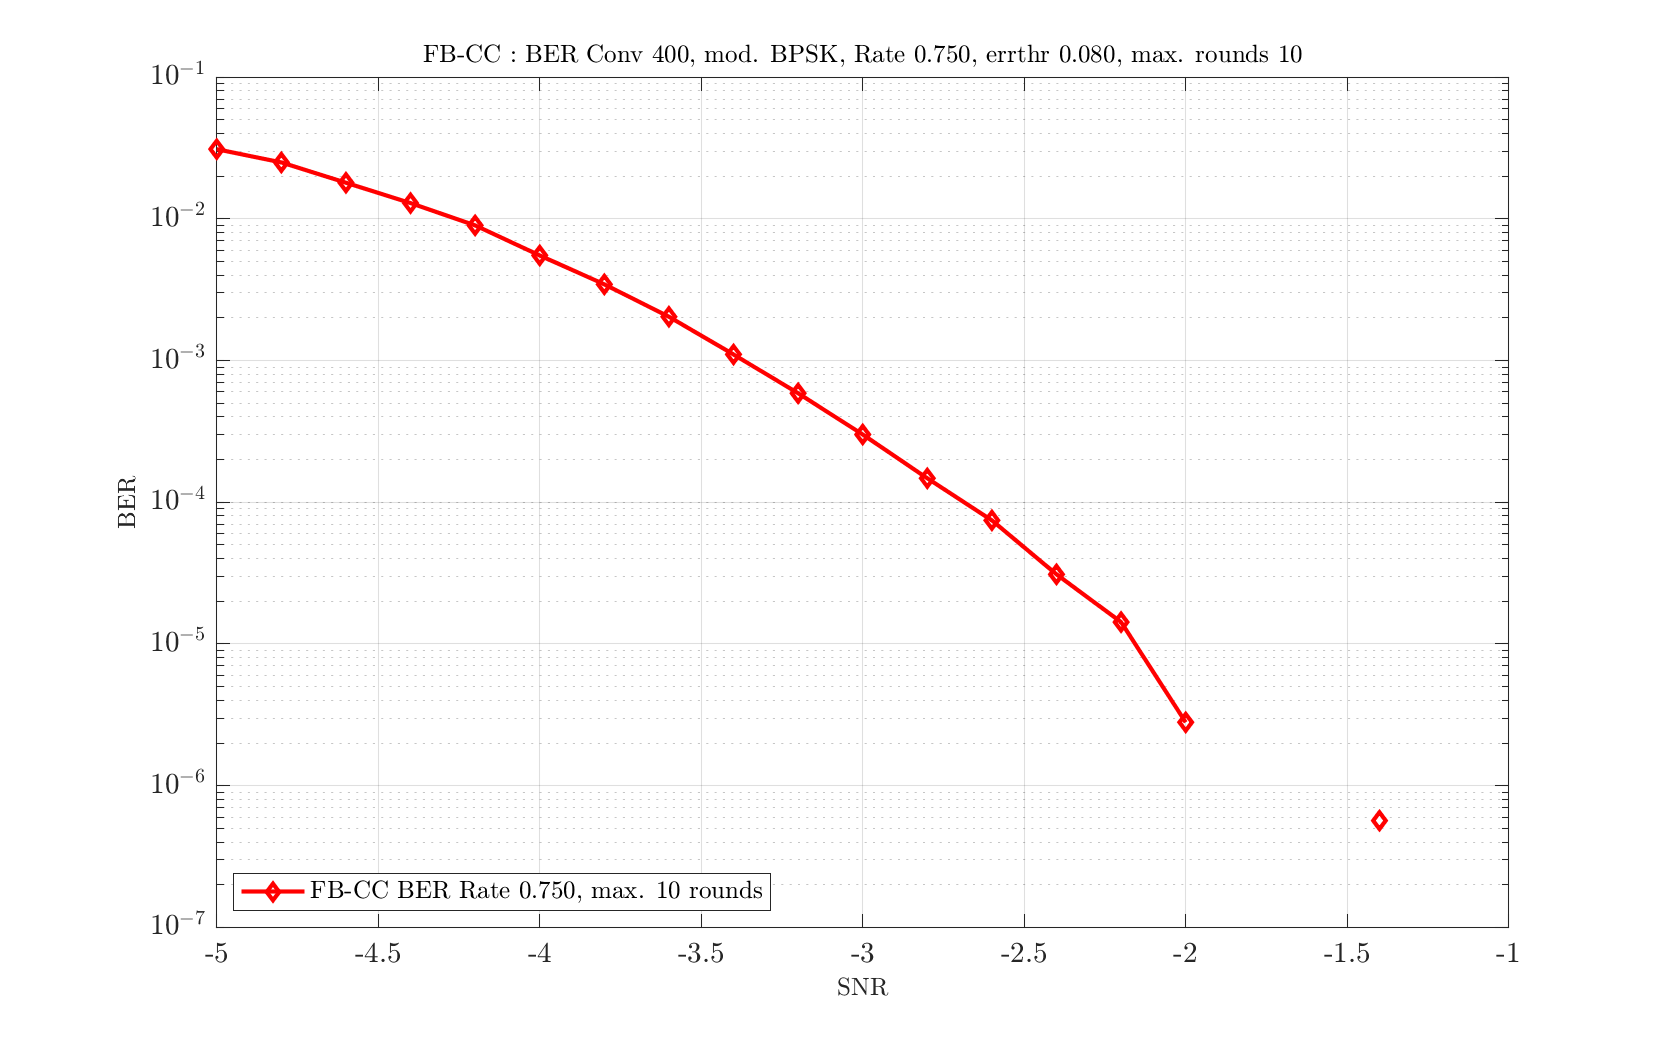 FB-CC : BER Conv 400, mod. BPSK, Rate 0.750, errthr 0.080, max. rounds 10
10⁻¹
10⁻²
10⁻³
10⁻⁴
10⁻⁵
10⁻⁶
10⁻⁷
BER
FB-CC BER Rate 0.750, max. 10 rounds
-5 -4.5 -4 -3.5 -3 -2.5 -2 -1.5 -1
SNR